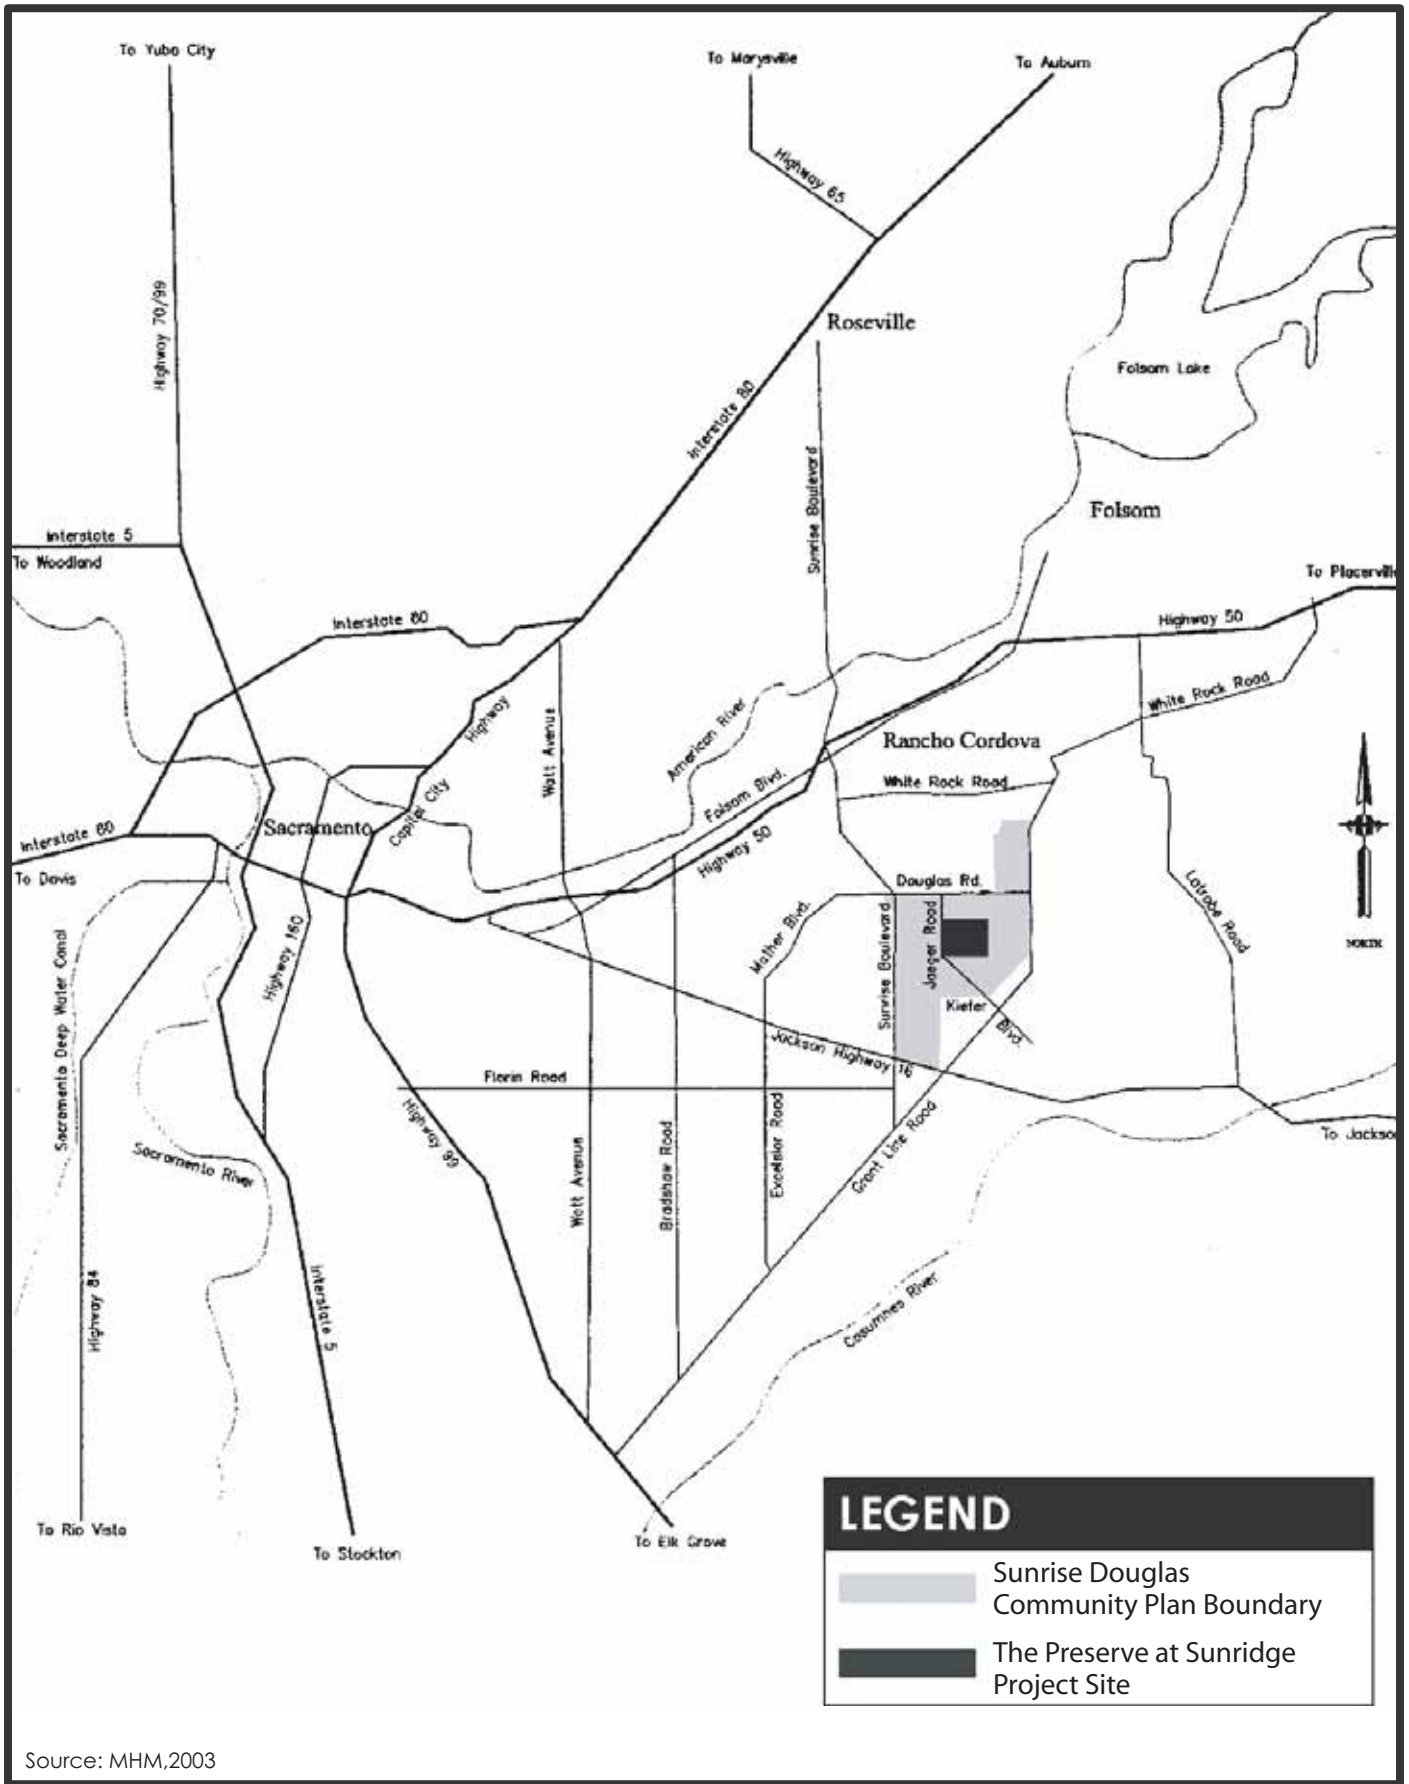 To Yuba City
To Marysville
To Auburn
Highway 65
Highway 70/99
Roseville
Folsom Lake
Interstate 80
Sunrise Boulevard
Folsom
Interstate 5
To Woodland
To Placerville
Interstate 80
Highway 50
White Rock Road
American River
Highway
Watt Avenue
Rancho Cordova
White Rock Road
Folsom Blvd.
Capital City
Sacramento
Interstate 80
Highway 50
To Davis
Douglas Rd.
Latrobe Road
Mather Blvd.
Sunrise Boulevard
Jaeger Road
NORTH
Highway 160
Sacramento Deep Water Canal
Kiefer
Blvd.
Jackson Highway 16
Florin Road
Highway 99
Excelsior Road
Grant Line Road
To Jackso
Sacramento River
Watt Avenue
Bradshaw Road
Highway 84
Interstate 5
Cosumnes River
To Rio Vista
To Stockton
To Elk Grove
LEGEND
Sunrise Douglas
Community Plan Boundary
The Preserve at Sunridge
Project Site
Source: MHM,2003